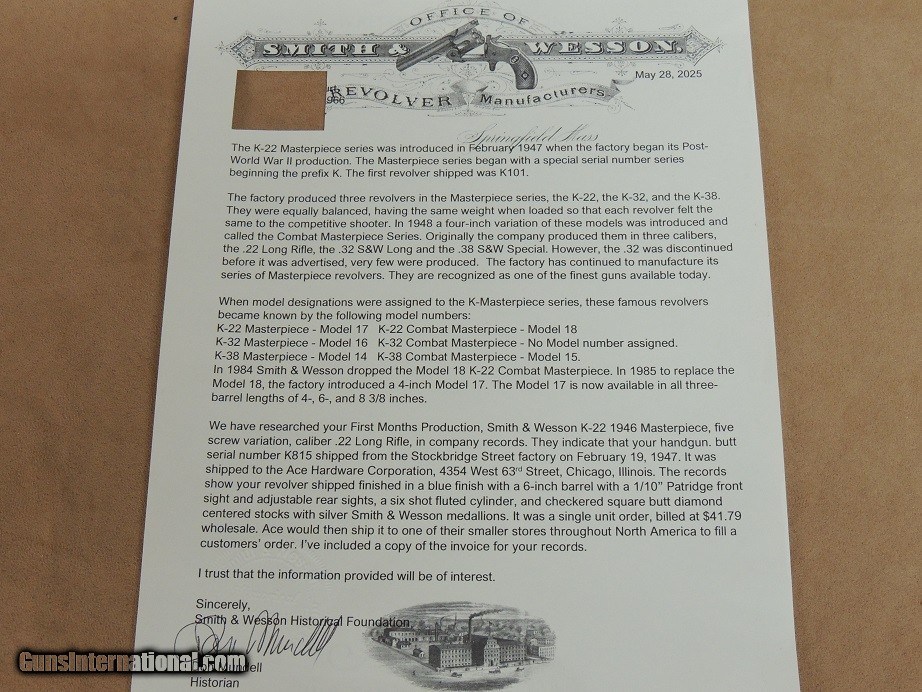 OFFICE OF
SMITH & WESSON,
May 28, 2025
REVOLVER Manufacturers
966
Springfield Mass
The K-22 Masterpiece series was introduced in February 1947 when the factory began its Post-
World War II production. The Masterpiece series began with a special serial number series
beginning the prefix K. The first revolver shipped was K101.
The factory produced three revolvers in the Masterpiece series, the K-22, the K-32, and the K-38.
They were equally balanced, having the same weight when loaded so that each revolver felt the
same to the competitive shooter. In 1948 a four-inch variation of these models was introduced and
called the Combat Masterpiece Series. Originally the company produced them in three calibers,
the .22 Long Rifle, the .32 S&W Long and the .38 S&W Special. However, the .32 was discontinued
before it was advertised, very few were produced. The factory has continued to manufacture its
series of Masterpiece revolvers. They are recognized as one of the finest guns available today.
When model designations were assigned to the K-Masterpiece series, these famous revolvers
became known by the following model numbers:
K-22 Masterpiece - Model 17 K-22 Combat Masterpiece - Model 18
K-32 Masterpiece - Model 16 K-32 Combat Masterpiece - No Model number assigned.
K-38 Masterpiece - Model 14 K-38 Combat Masterpiece - Model 15.
In 1984 Smith & Wesson dropped the Model 18 K-22 Combat Masterpiece. In 1985 to replace the
Model 18, the factory introduced a 4-inch Model 17. The Model 17 is now available in all three-
barrel lengths of 4-, 6-, and 8 3/8 inches.
We have researched your First Months Production, Smith & Wesson K-22 1946 Masterpiece, five
screw variation, caliber .22 Long Rifle, in company records. They indicate that your handgun. butt
serial number K815 shipped from the Stockbridge Street factory on February 19, 1947. It was
shipped to the Ace Hardware Corporation, 4354 West 63rd Street, Chicago, Illinois. The records
show your revolver shipped finished in a blue finish with a 6-inch barrel with a 1/10" Patridge front
sight and adjustable rear sights, a six shot fluted cylinder, and checkered square butt diamond
centered stocks with silver Smith & Wesson medallions. It was a single unit order, billed at $41.79
wholesale. Ace would then ship it to one of their smaller stores throughout North America to fill a
customers' order. I've included a copy of the invoice for your records.
I trust that the information provided will be of interest.
Sincerely,
Smith & Wesson Historical Foundation,
GunsInternational.com
Historian